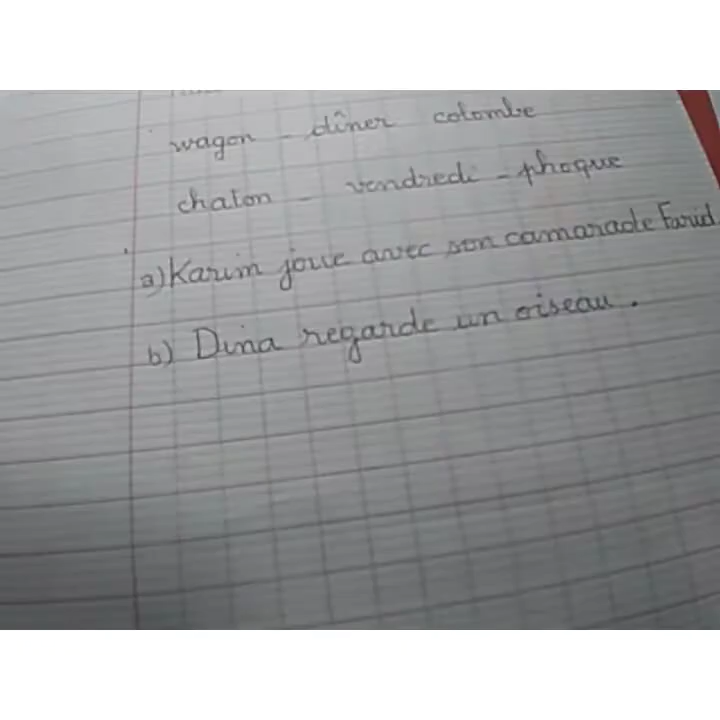 wagon - dîner colombe
chaton - vendredi - phoque
a) Karim joue avec son camarade Farid
b) Dina regarde un oiseau.